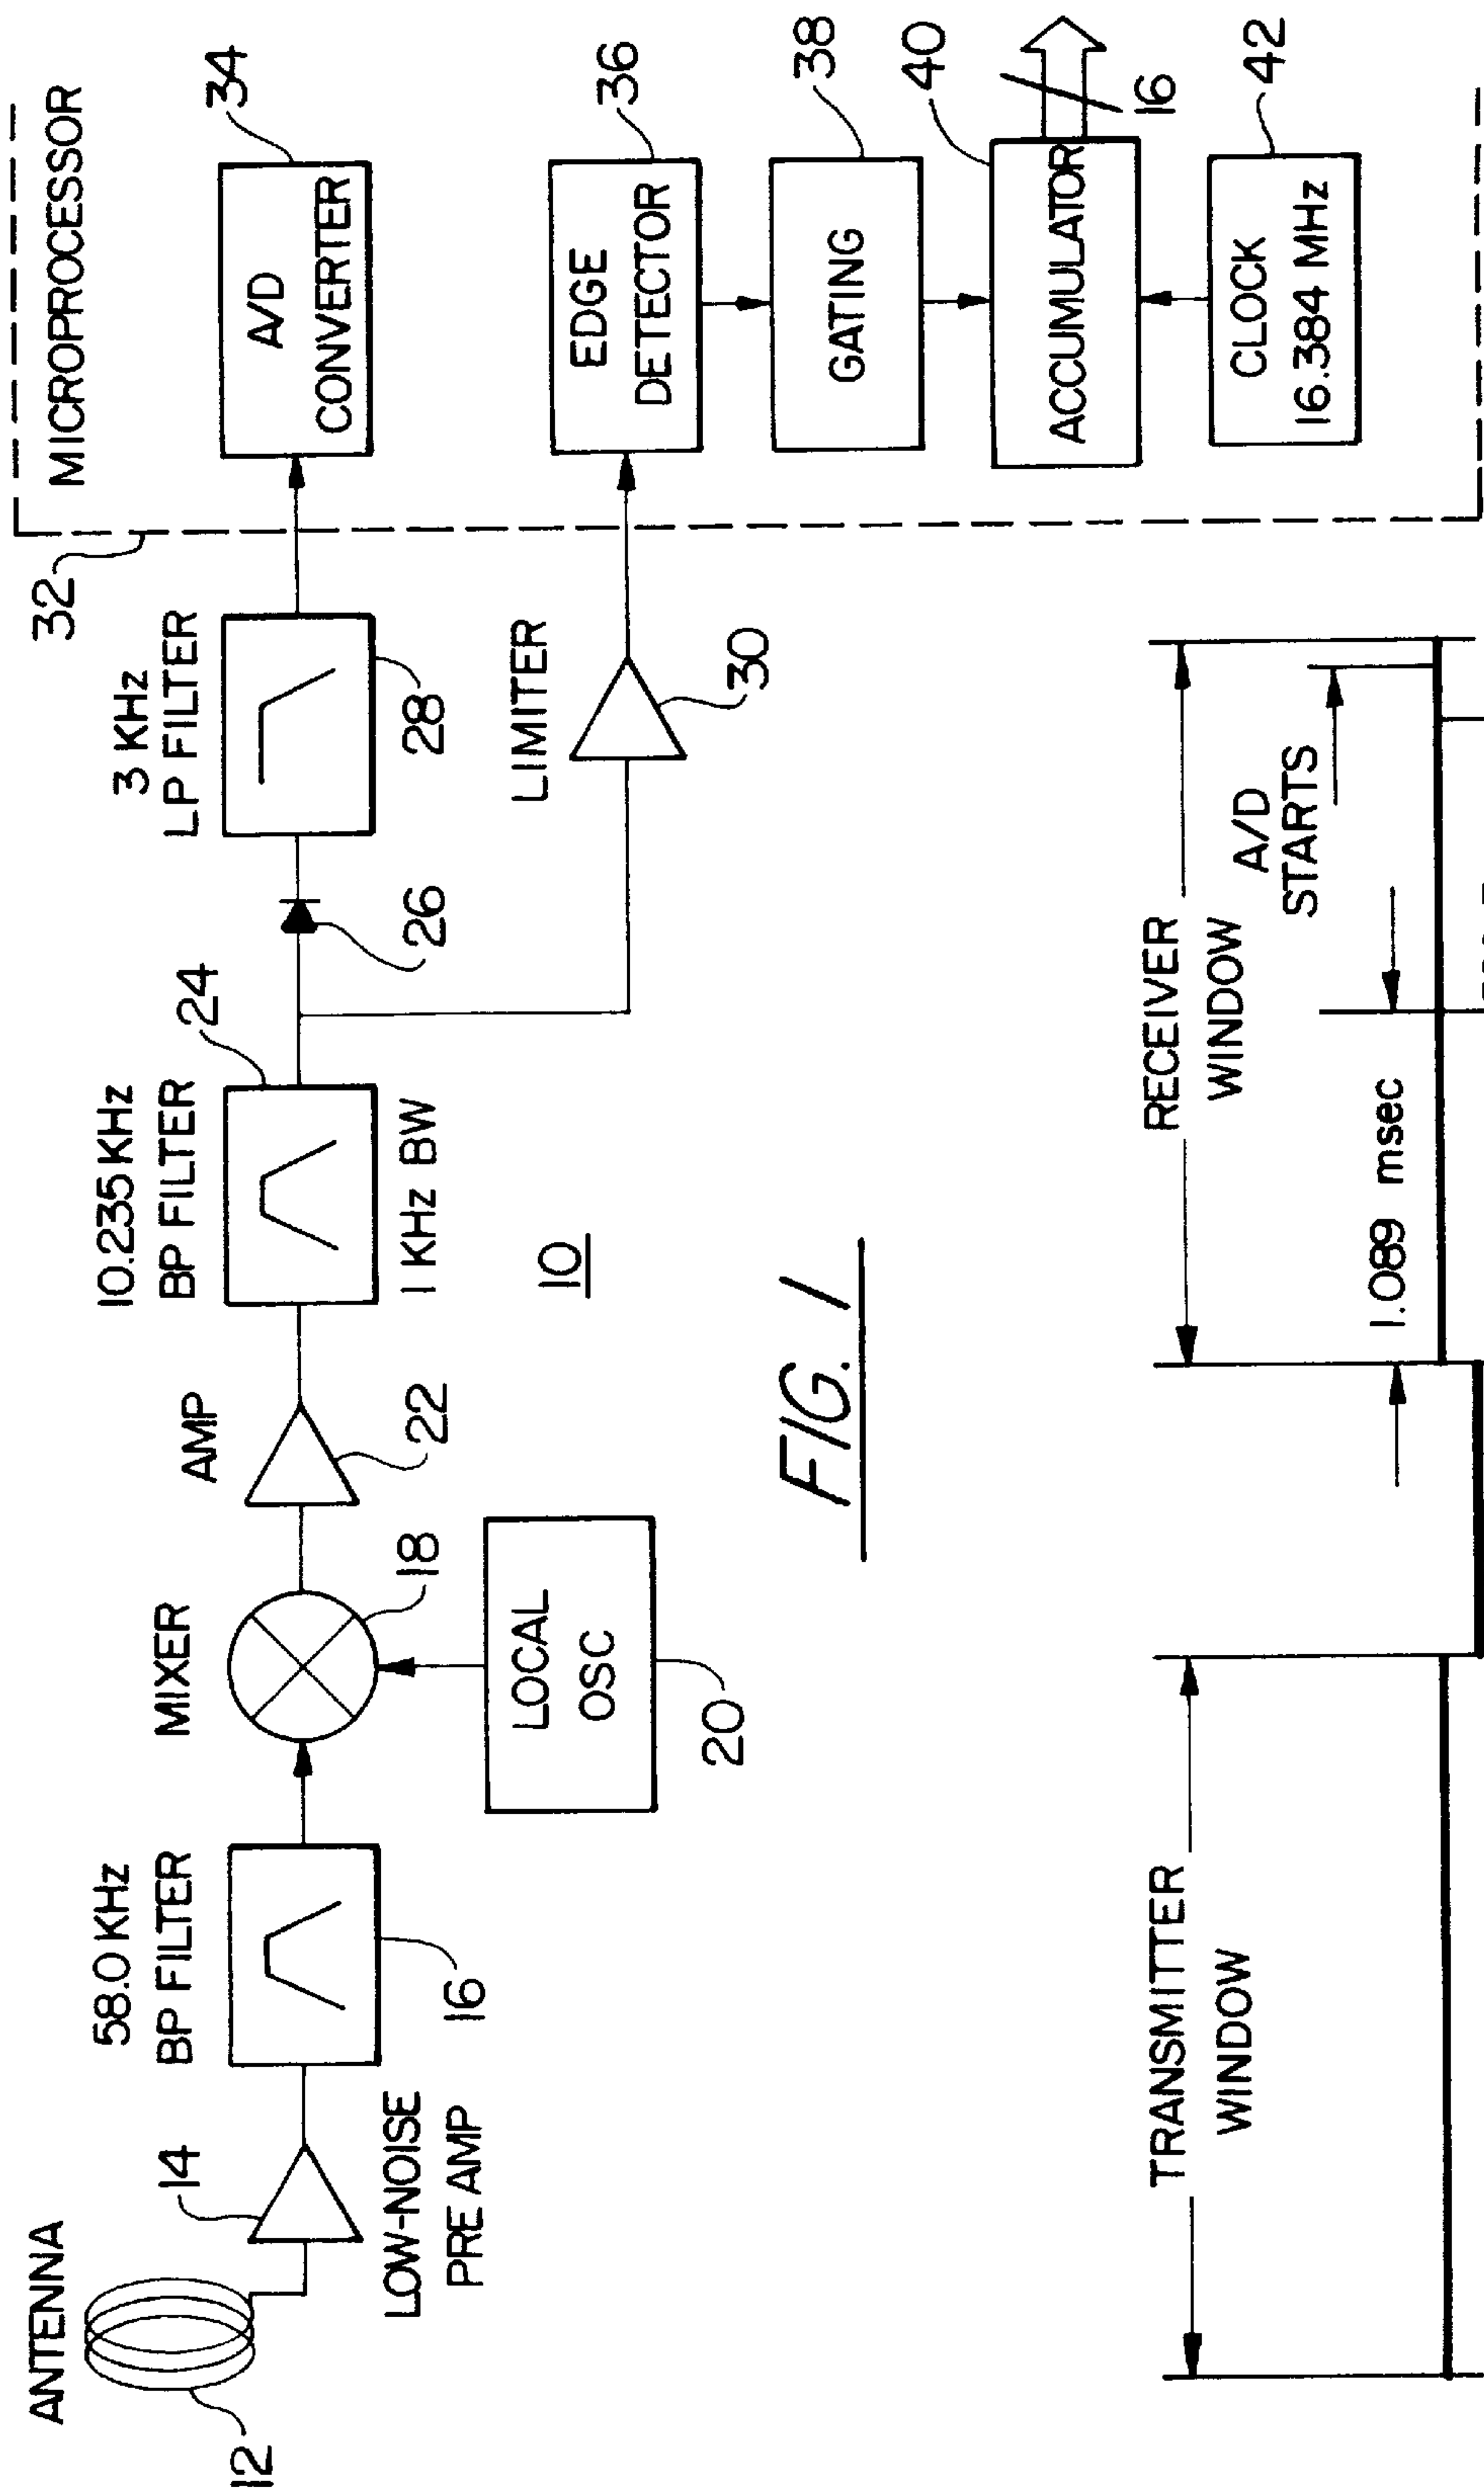 ANTENNA
12
14
LOW-NOISE
PRE AMP
58.0 KHz
BP FILTER
16
MIXER
18
LOCAL
OSC
20
AMP
22
10.235 KHz
BP FILTER
24
1 KHz BW
26
3 KHz
LP FILTER
28
LIMITER
30
32
MICROPROCESSOR
A/D
CONVERTER
34
EDGE
DETECTOR
36
GATING
38
ACCUMULATOR
40
16
CLOCK
16.384 MHz
42
10
FIG. 1
TRANSMITTER
WINDOW
RECEIVER
WINDOW
A/D
STARTS
1.089 msec